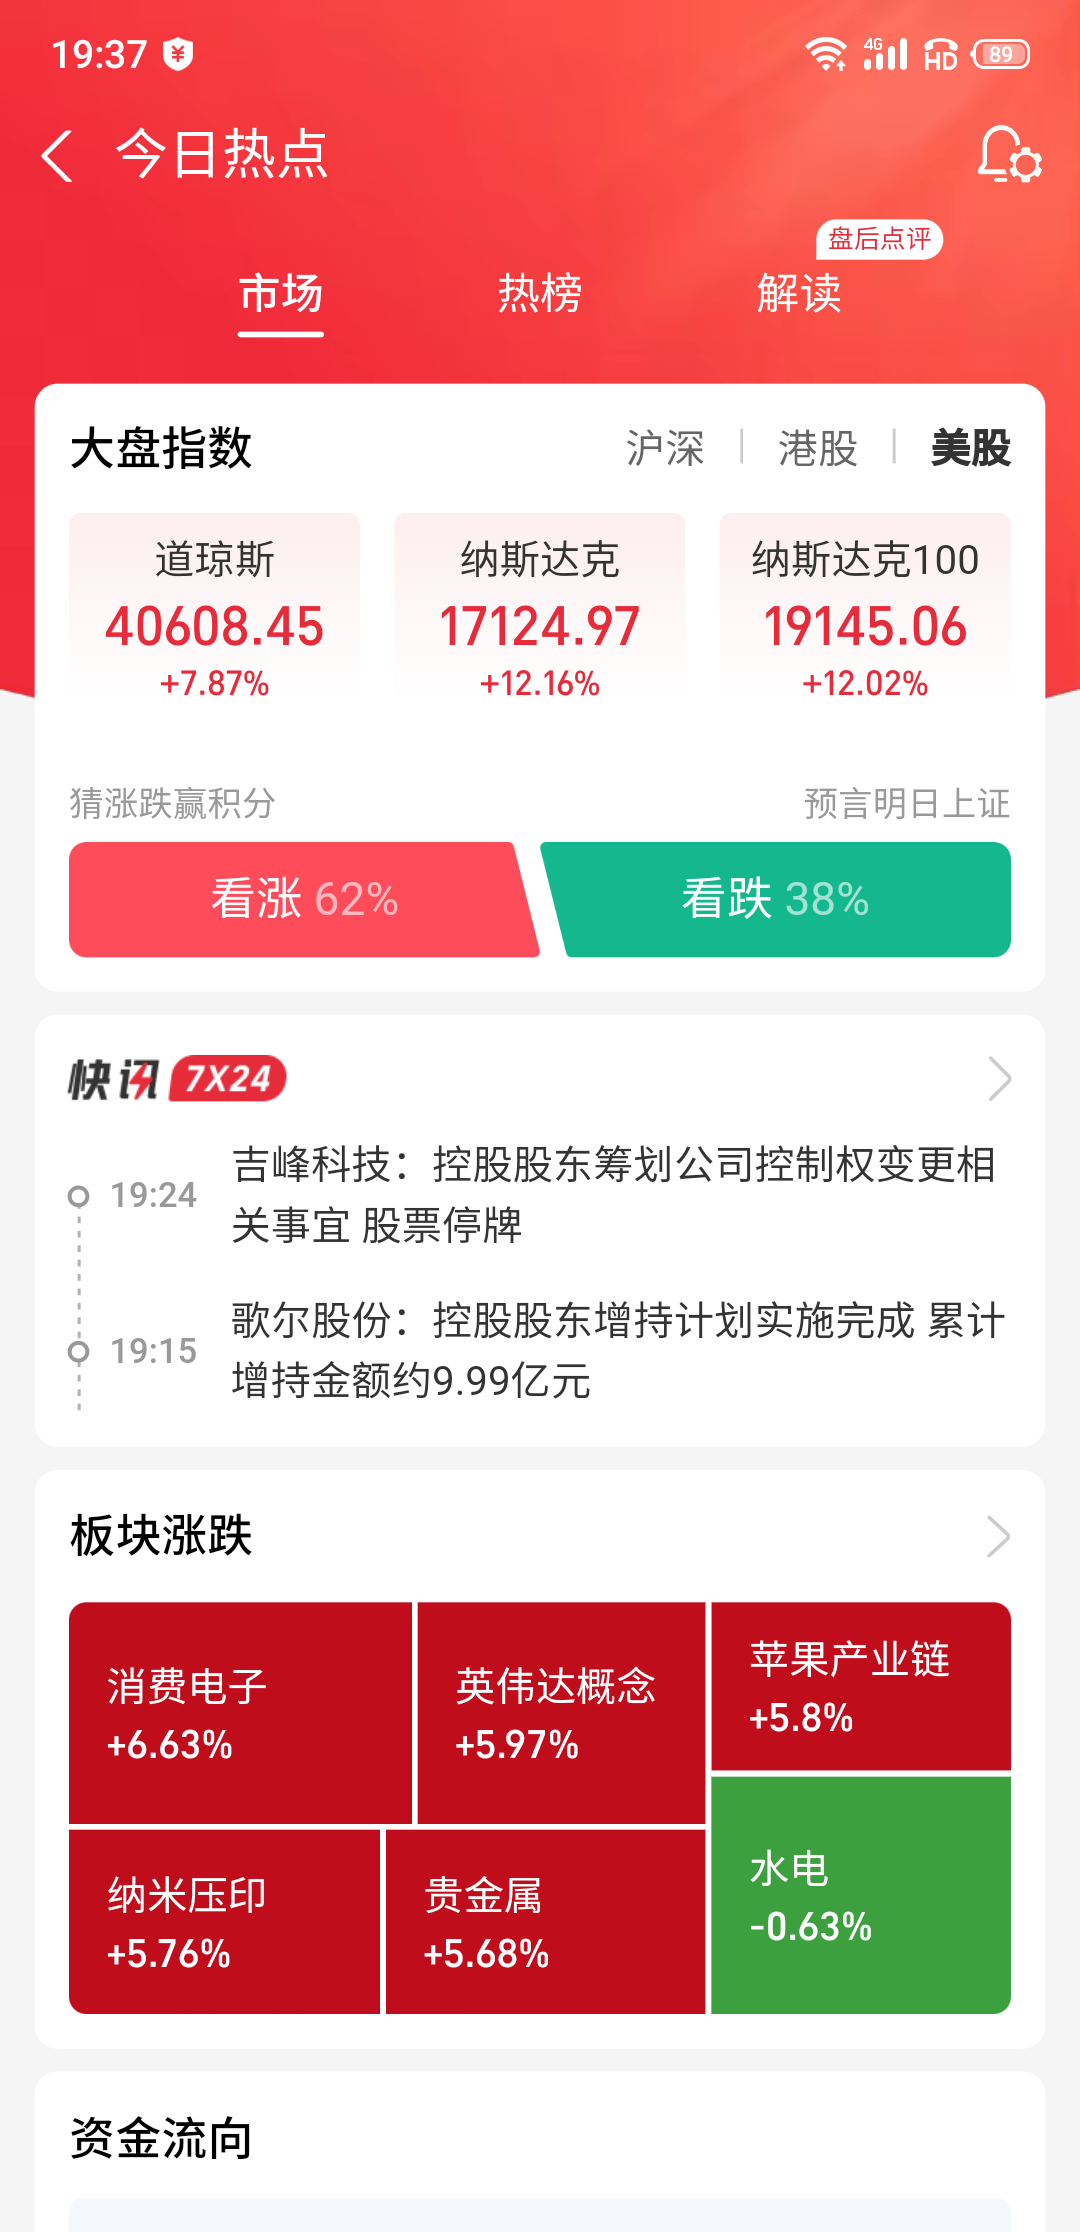 19:37
4G HD 89
今日热点
盘后点评
市场 热榜 解读
大盘指数 沪深 港股 美股
道琼斯 纳斯达克 纳斯达克100
40608.45 17124.97 19145.06
+7.87% +12.16% +12.02%
猜涨跌赢积分 预言明日上证
看涨 62% 看跌 38%
快讯 7X24
19:24 吉峰科技：控股股东筹划公司控制权变更相
关事宜 股票停牌
19:15 歌尔股份：控股股东增持计划实施完成 累计
增持金额约9.99亿元
板块涨跌
消费电子
+6.63%
英伟达概念
+5.97%
苹果产业链
+5.8%
纳米压印
+5.76%
贵金属
+5.68%
水电
-0.63%
资金流向